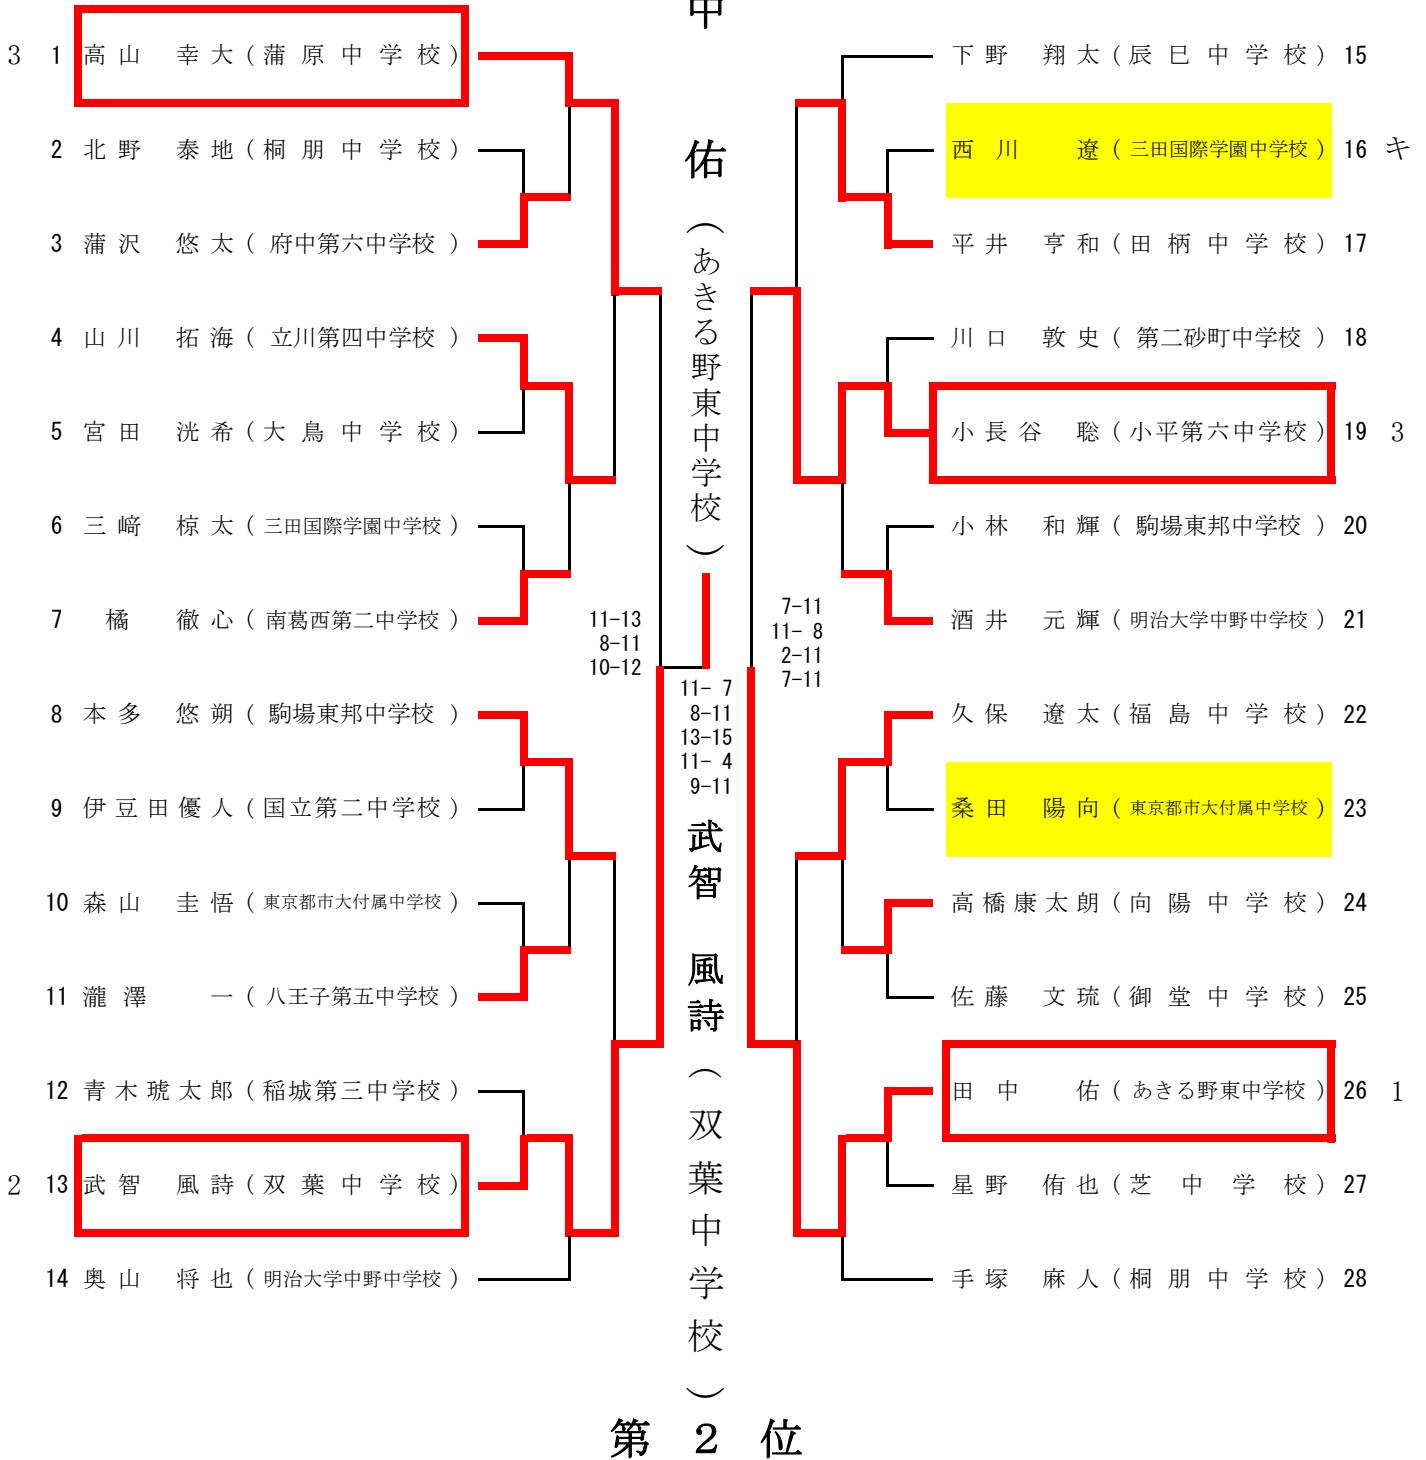 中 佑（あきる野東中学校）
3 1 高山 幸大（蒲原中学校）
2 北野 泰地（桐朋中学校）
3 蒲沢 悠太（府中第六中学校）
4 山川 拓海（立川第四中学校）
5 宮田 洸希（大鳥中学校）
6 三﨑 椋太（三田国際学園中学校）
7 橘 徹心（南葛西第二中学校）
8 本多 悠朔（駒場東邦中学校）
9 伊豆田優人（国立第二中学校）
10 森山 圭悟（東京都市大付属中学校）
11 瀧澤 一（八王子第五中学校）
12 青木琥太郎（稲城第三中学校）
2 13 武智 風詩（双葉中学校）
14 奥山 将也（明治大学中野中学校）
11-13
8-11
10-12
11- 7
8-11
13-15
11- 4
9-11
7-11
11- 8
2-11
7-11
下野 翔太（辰巳中学校）15
西川 遼（三田国際学園中学校）16 キ
平井 亨和（田柄中学校）17
川口 敦史（第二砂町中学校）18
小長谷 聡（小平第六中学校）19 3
小林 和輝（駒場東邦中学校）20
酒井 元輝（明治大学中野中学校）21
久保 遼太（福島中学校）22
桑田 陽向（東京都市大付属中学校）23
高橋康太朗（向陽中学校）24
佐藤 文琉（御堂中学校）25
田中 佑（あきる野東中学校）26 1
星野 侑也（芝中学校）27
手塚 麻人（桐朋中学校）28
武智 風詩（双葉中学校）
第 2 位